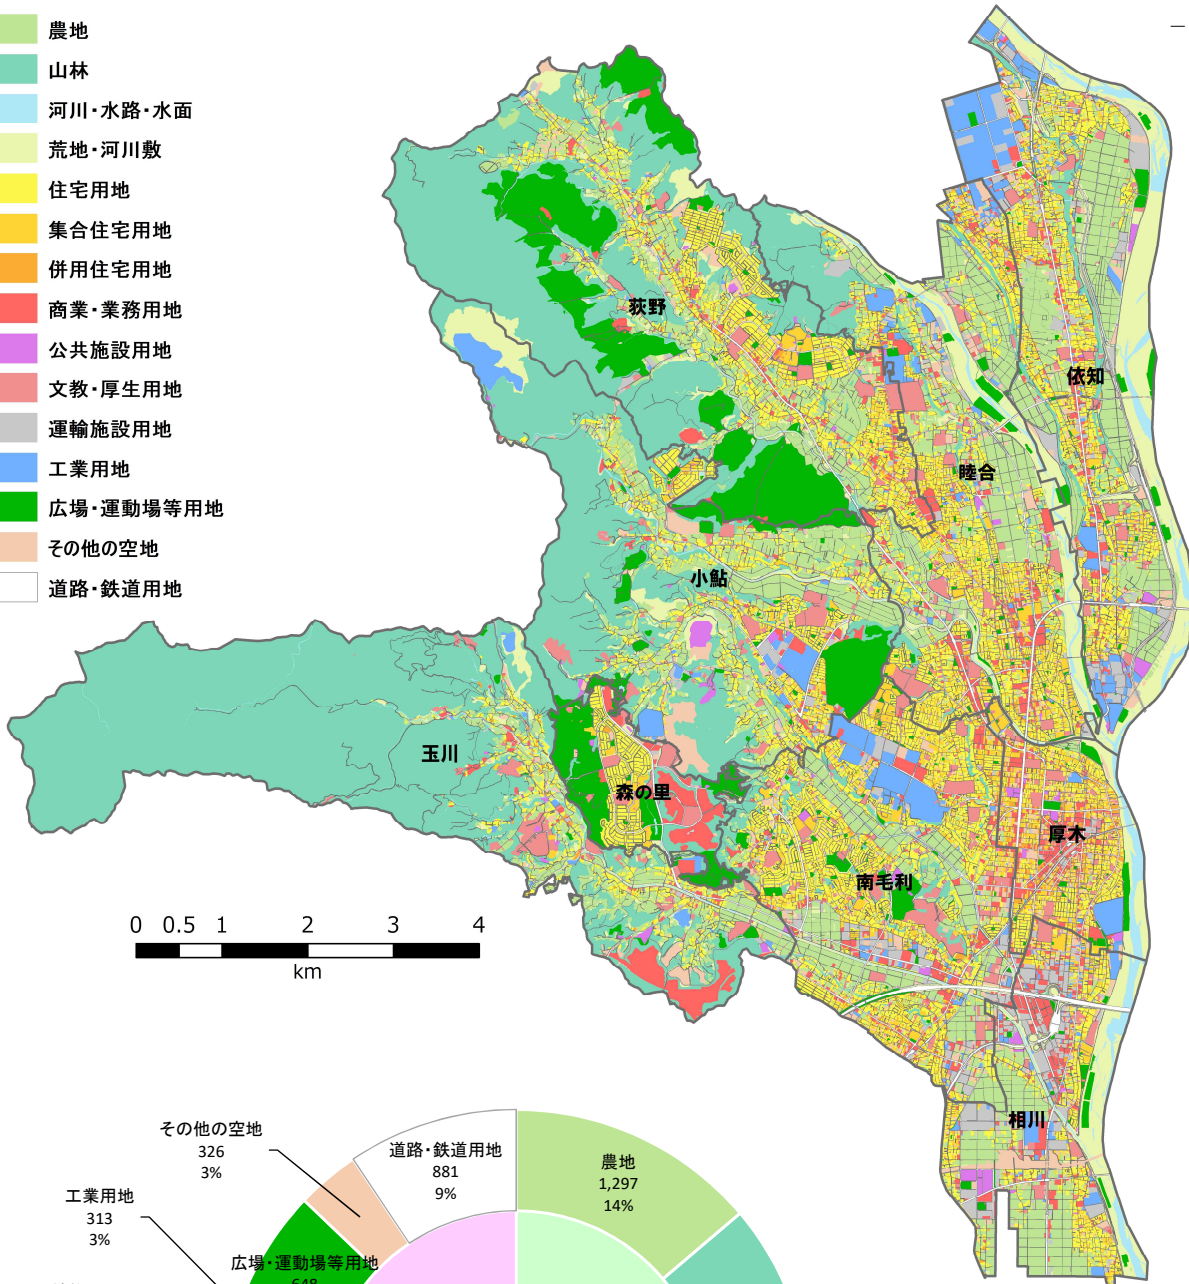 農地
山林
河川・水路・水面
荒地・河川敷
住宅用地
集合住宅用地
併用住宅用地
商業・業務用地
公共施設用地
文教・厚生用地
運輸施設用地
工業用地
広場・運動場等用地
その他の空地
道路・鉄道用地
荻野
依知
睦合
小鮎
玉川
森の里
厚木
南毛利
相川
0 0.5 1 2 3 4
km
その他の空地
326
3%
道路・鉄道用地
881
9%
農地
1,297
14%
工業用地
313
3%
広場・運動場等用地
648